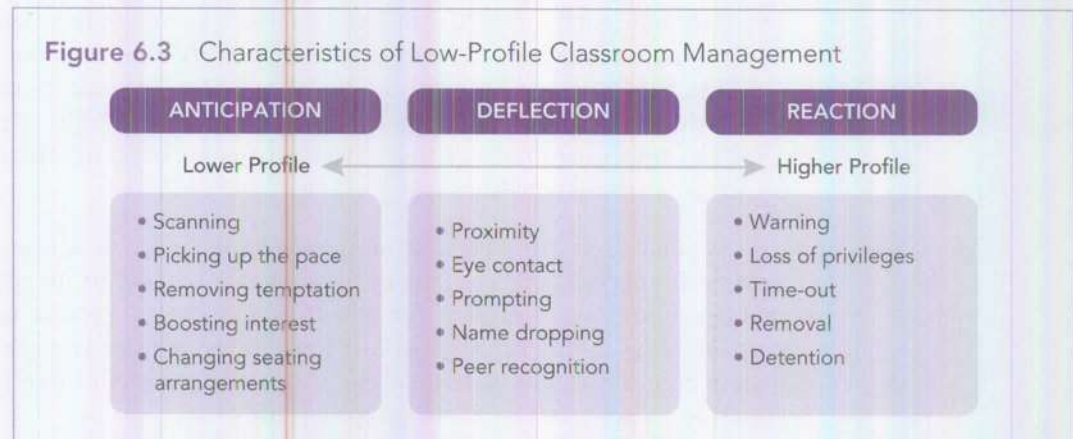 Figure 6.3 Characteristics of Low-Profile Classroom Management
ANTICIPATION
DEFLECTION
REACTION
Lower Profile
Higher Profile
• Scanning
• Picking up the pace
• Removing temptation
• Boosting interest
• Changing seating
arrangements
• Proximity
• Eye contact
• Prompting
• Name dropping
• Peer recognition
• Warning
• Loss of privileges
• Time-out
• Removal
• Detention